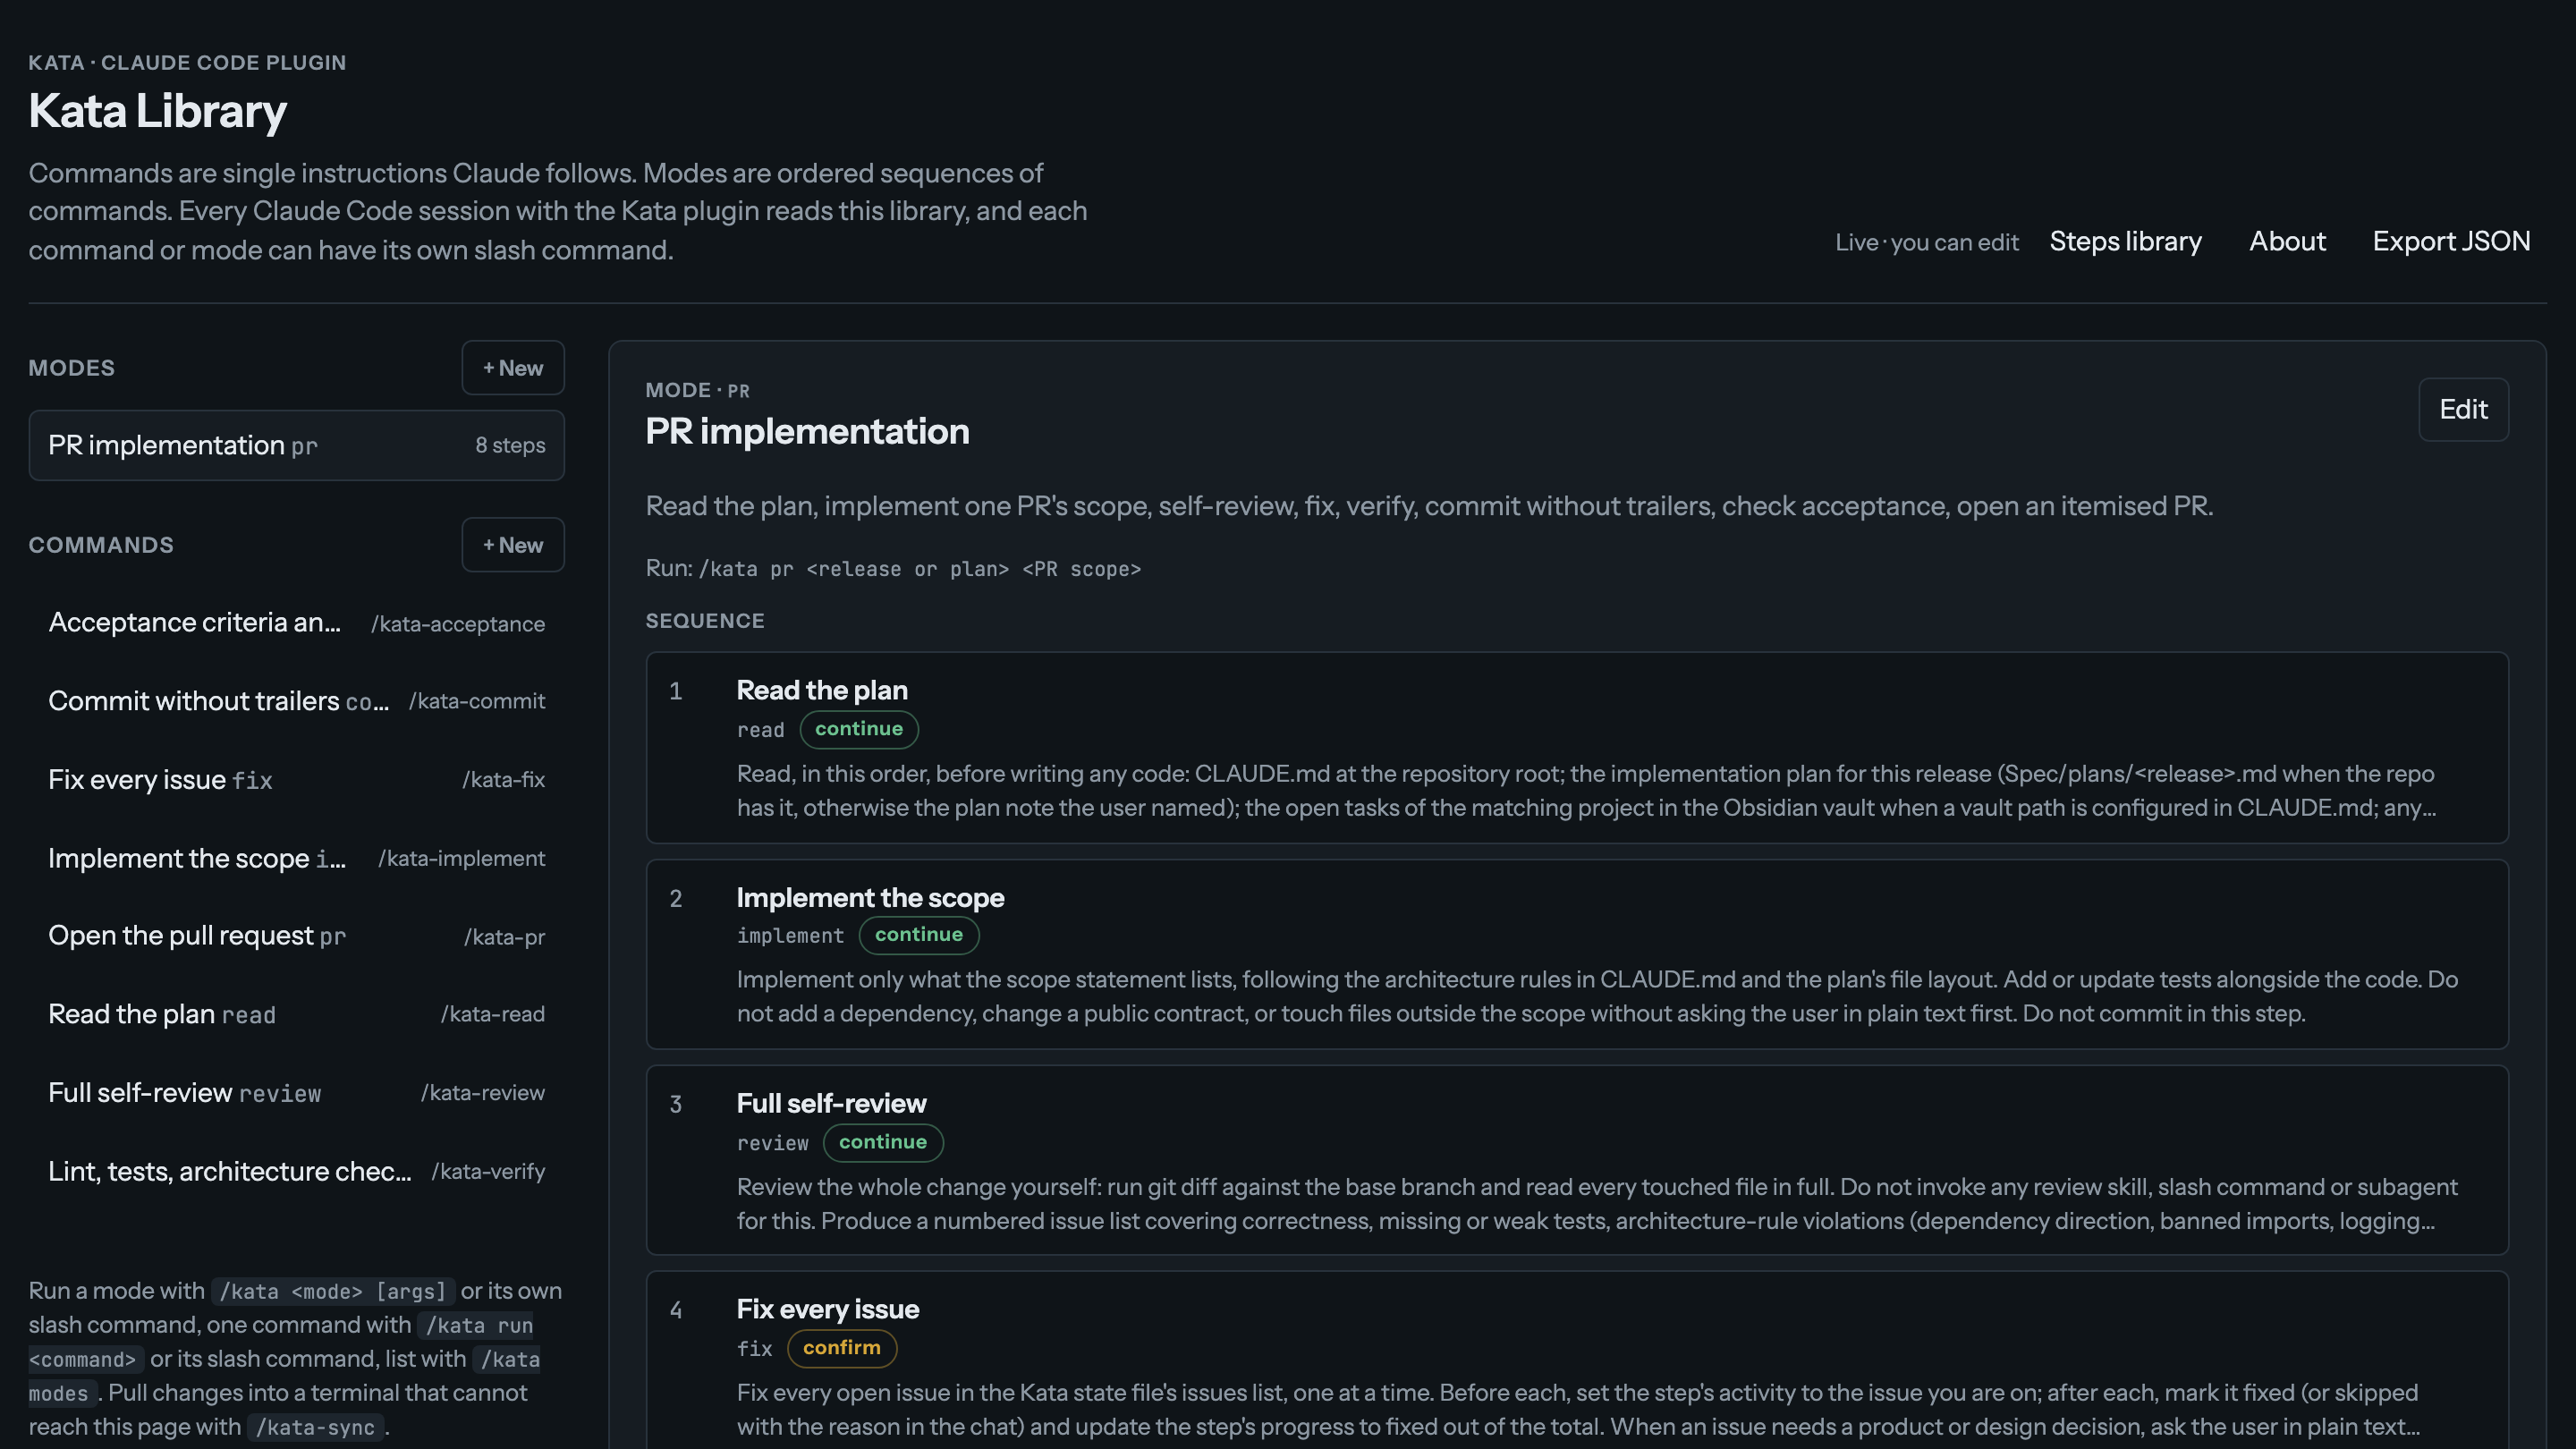 KATA · CLAUDE CODE PLUGIN
Kata Library
Commands are single instructions Claude follows. Modes are ordered sequences of
commands. Every Claude Code session with the Kata plugin reads this library, and each
command or mode can have its own slash command.
Live · you can edit
Steps library
About
Export JSON
MODES
+ New
PR implementation pr
8 steps
COMMANDS
+ New
Acceptance criteria an… /kata-acceptance
Commit without trailers co… /kata-commit
Fix every issue fix /kata-fix
Implement the scope i… /kata-implement
Open the pull request pr /kata-pr
Read the plan read /kata-read
Full self-review review /kata-review
Lint, tests, architecture chec… /kata-verify
Run a mode with /kata <mode> [args] or its own
slash command, one command with /kata run
<command> or its slash command, list with /kata
modes . Pull changes into a terminal that cannot
reach this page with /kata-sync .
MODE · PR
PR implementation
Edit
Read the plan, implement one PR's scope, self-review, fix, verify, commit without trailers, check acceptance, open an itemised PR.
Run: /kata pr <release or plan> <PR scope>
SEQUENCE
1
Read the plan
read continue
Read, in this order, before writing any code: CLAUDE.md at the repository root; the implementation plan for this release (Spec/plans/<release>.md when the repo
has it, otherwise the plan note the user named); the open tasks of the matching project in the Obsidian vault when a vault path is configured in CLAUDE.md; any…
2
Implement the scope
implement continue
Implement only what the scope statement lists, following the architecture rules in CLAUDE.md and the plan's file layout. Add or update tests alongside the code. Do
not add a dependency, change a public contract, or touch files outside the scope without asking the user in plain text first. Do not commit in this step.
3
Full self-review
review continue
Review the whole change yourself: run git diff against the base branch and read every touched file in full. Do not invoke any review skill, slash command or subagent
for this. Produce a numbered issue list covering correctness, missing or weak tests, architecture-rule violations (dependency direction, banned imports, logging…
4
Fix every issue
fix confirm
Fix every open issue in the Kata state file's issues list, one at a time. Before each, set the step's activity to the issue you are on; after each, mark it fixed (or skipped
with the reason in the chat) and update the step's progress to fixed out of the total. When an issue needs a product or design decision, ask the user in plain text…